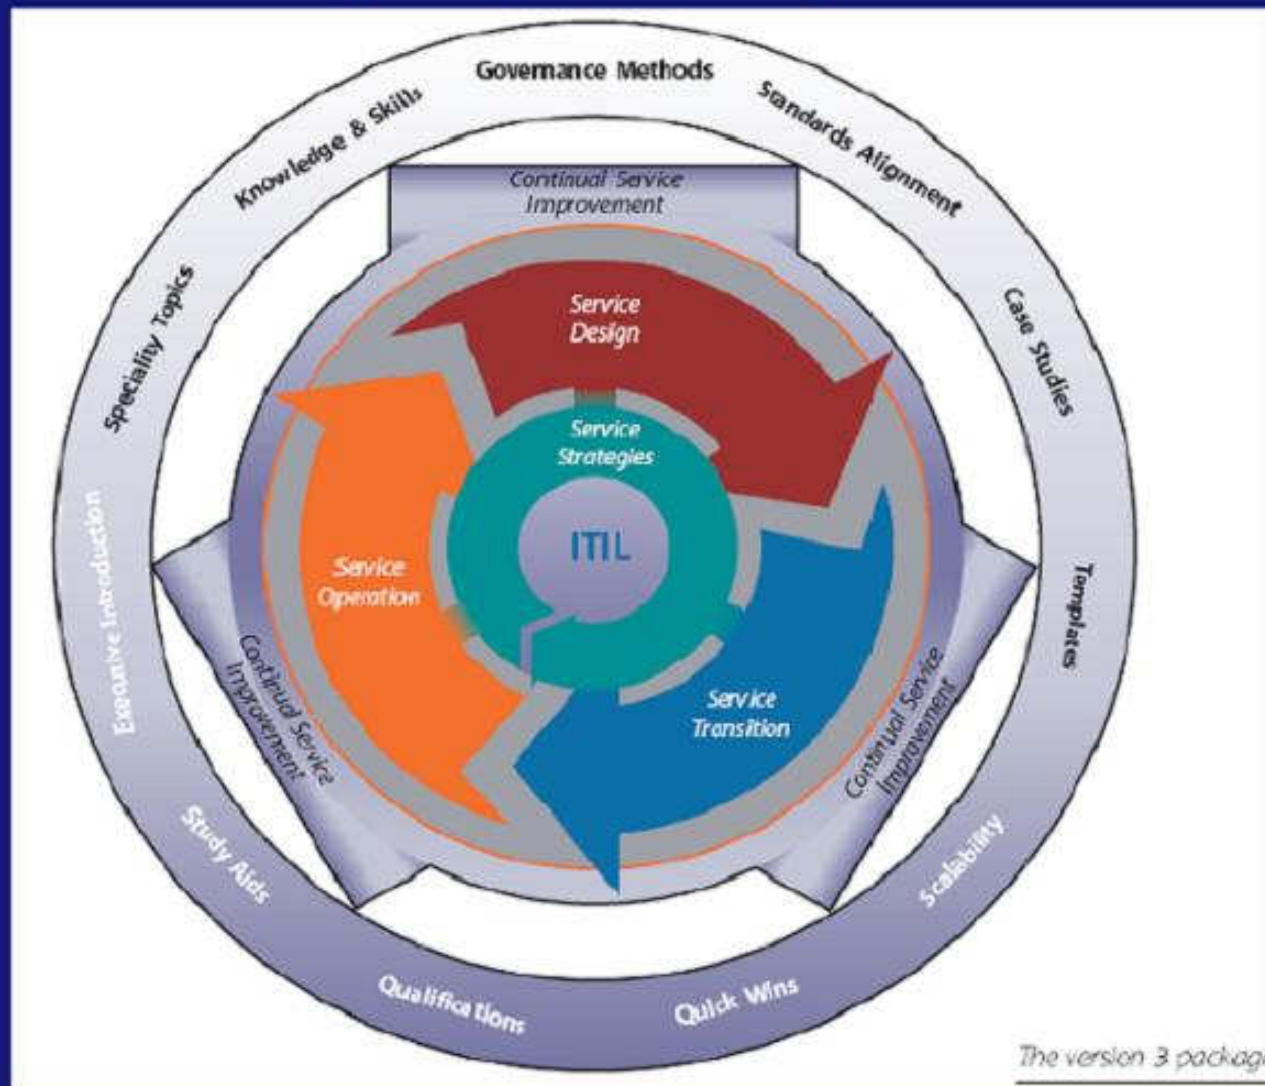 Governance Methods
Standards Alignment
Case Studies
Templates
Scalability
Quick Wins
Qualifications
Study Aids
Executive Introduction
Speciality Topics
Knowledge & Skills
Continual Service
Improvement
Service
Design
Service
Strategies
ITIL
Service
Operation
Service
Transition
Continual Service
Improvement
Continual Service
Improvement
The version 3 packag